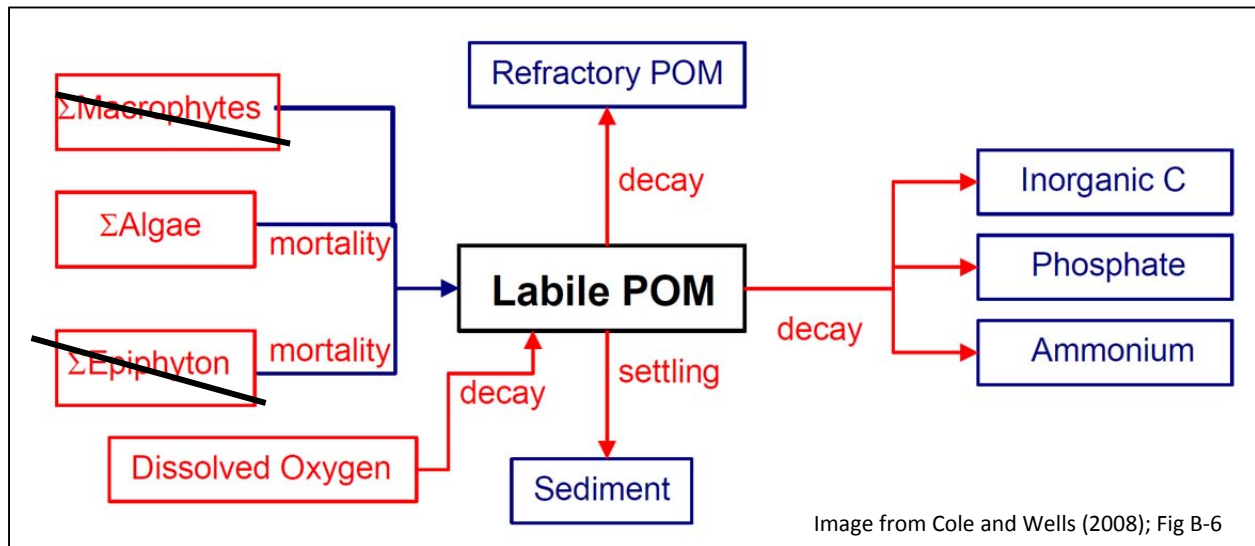 Refractory POM
ΣMacrophytes
decay
Inorganic C
ΣAlgae
mortality
Phosphate
Labile POM
decay
Ammonium
mortality
ΣEpiphyton
settling
decay
Dissolved Oxygen
Sediment
Image from Cole and Wells (2008); Fig B-6